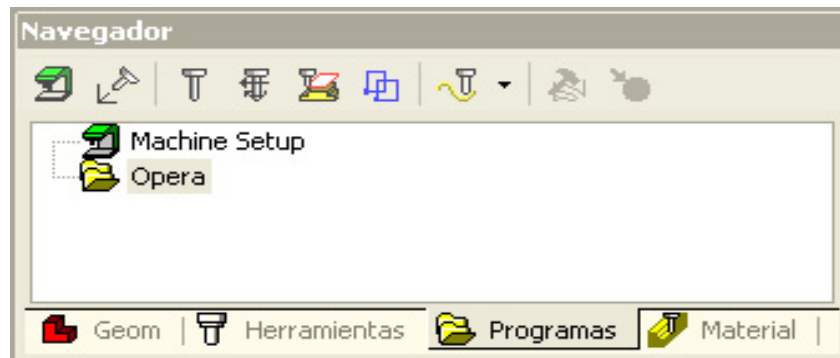 Navegador
Machine Setup
Opera
Geom Herramientas Programas Material